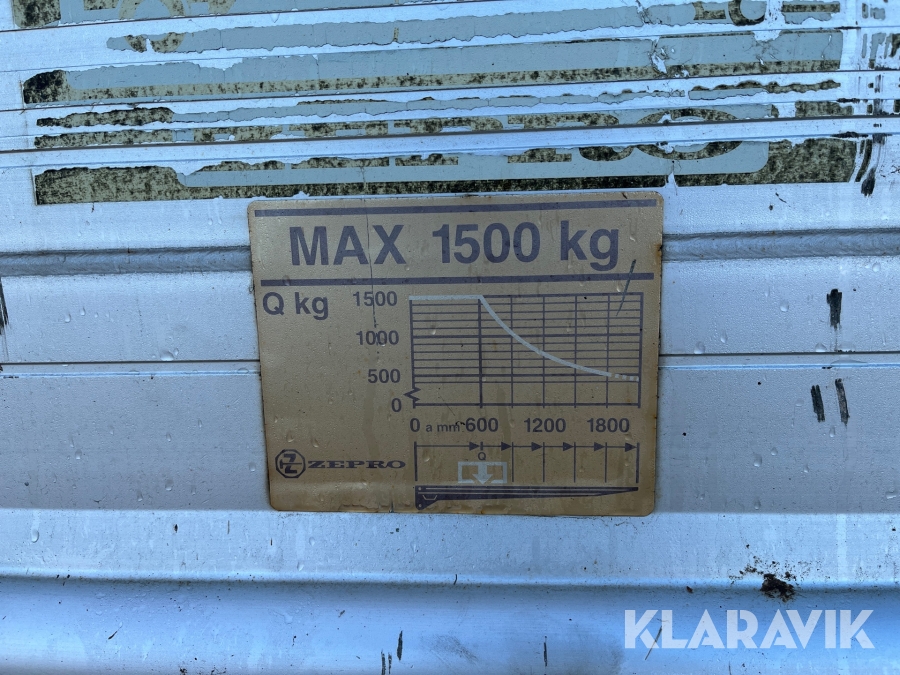 MAX 1500 kg
Q kg
1500
1000
500
0
0 a mm 600 1200 1800
Q
ZEPRO
KLARAVIK